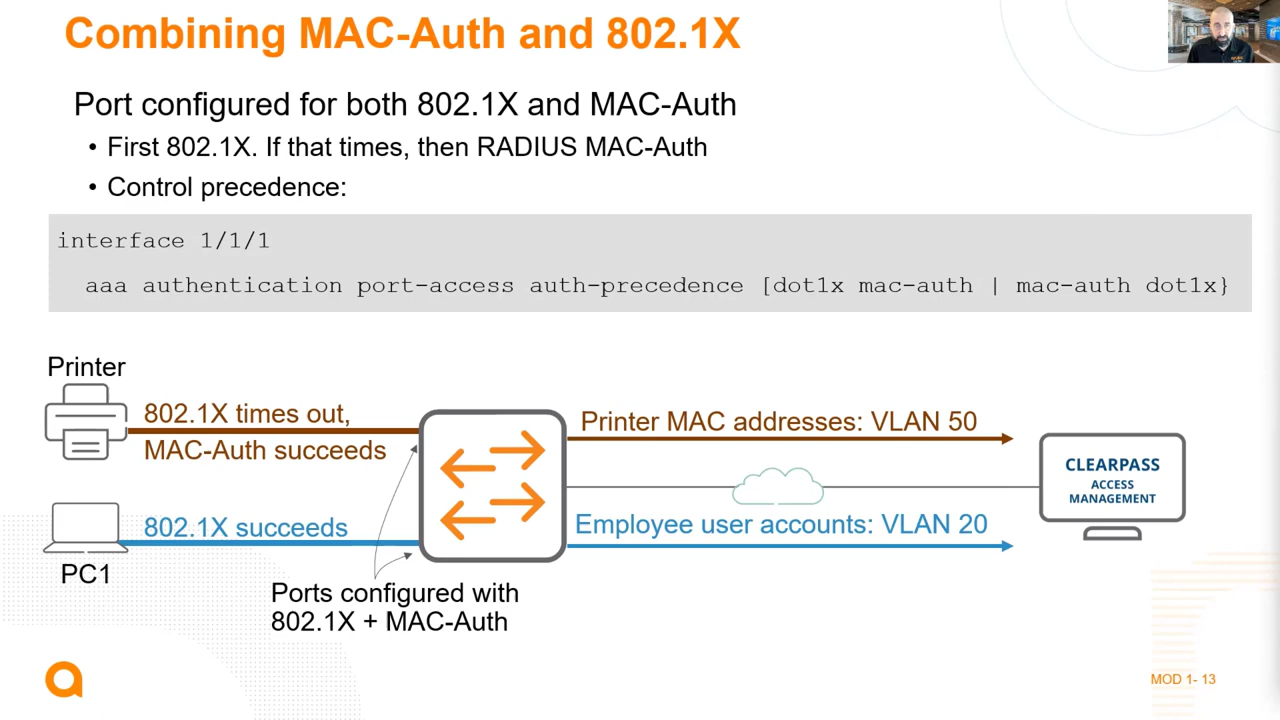 Combining MAC-Auth and 802.1X
Port configured for both 802.1X and MAC-Auth
• First 802.1X. If that times, then RADIUS MAC-Auth
• Control precedence:
interface 1/1/1
aaa authentication port-access auth-precedence [dot1x mac-auth | mac-auth dot1x}
Printer
802.1X times out,
MAC-Auth succeeds
Printer MAC addresses: VLAN 50
CLEARPASS
ACCESS
MANAGEMENT
802.1X succeeds
Employee user accounts: VLAN 20
PC1
Ports configured with
802.1X + MAC-Auth
MOD 1- 13